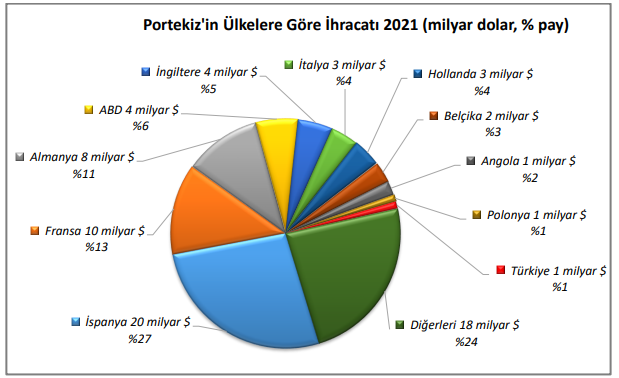 Portekiz'in Ülkelere Göre İhracatı 2021 (milyar dolar, % pay)
İngiltere 4 milyar $
%5
İtalya 3 milyar $
%4
Hollanda 3 milyar $
%4
ABD 4 milyar $
%6
Belçika 2 milyar $
%3
Almanya 8 milyar $
%11
Angola 1 milyar $
%2
Polonya 1 milyar $
%1
Fransa 10 milyar $
%13
Türkiye 1 milyar $
%1
İspanya 20 milyar $
%27
Diğerleri 18 milyar $
%24